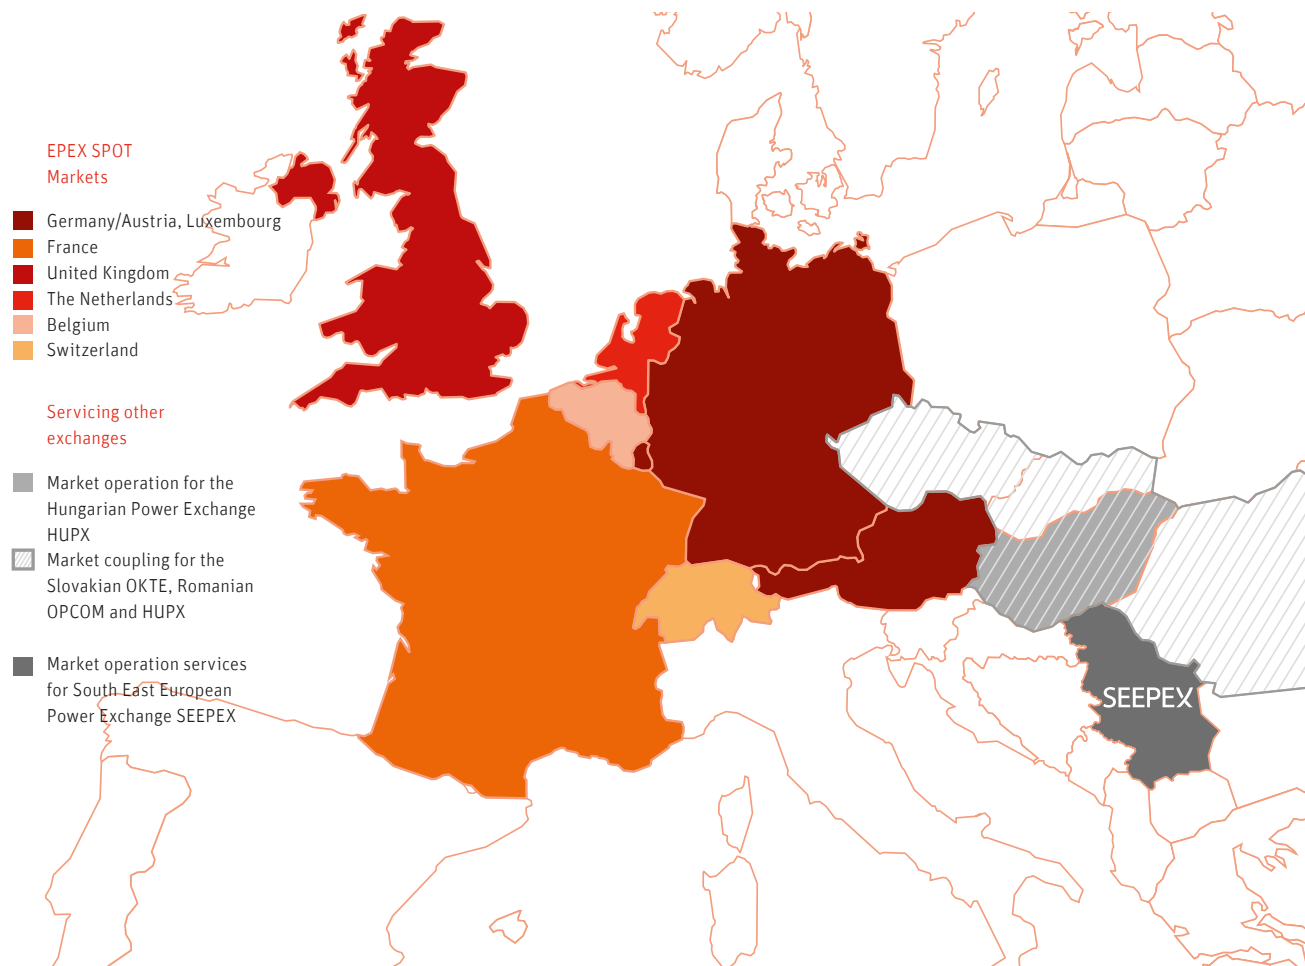 EPEX SPOT
Markets
Germany/Austria, Luxembourg
France
United Kingdom
The Netherlands
Belgium
Switzerland
Servicing other
exchanges
Market operation for the
Hungarian Power Exchange
HUPX
Market coupling for the
Slovakian OKTE, Romanian
OPCOM and HUPX
Market operation services
for South East European
Power Exchange SEEPEX
SEEPEX